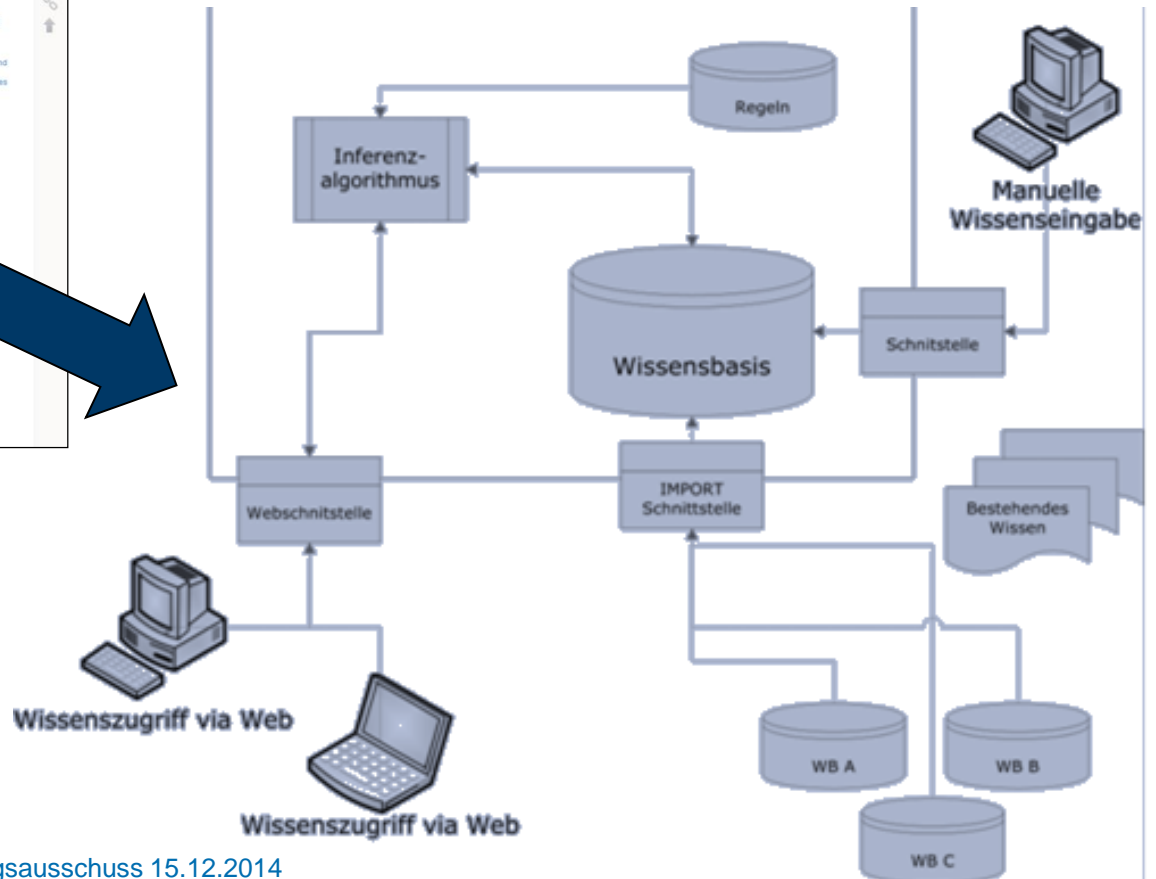 Regeln
Inferenz-
algorithmus
Manuelle
Wissenseingabe
Schnitstelle
Wissensbasis
IMPORT
Schnittstelle
Webschnitstelle
Bestehendes
Wissen
Wissenszugriff via Web
WB A
WB B
Wissenszugriff via Web
WB C
gsausschuss 15.12.2014